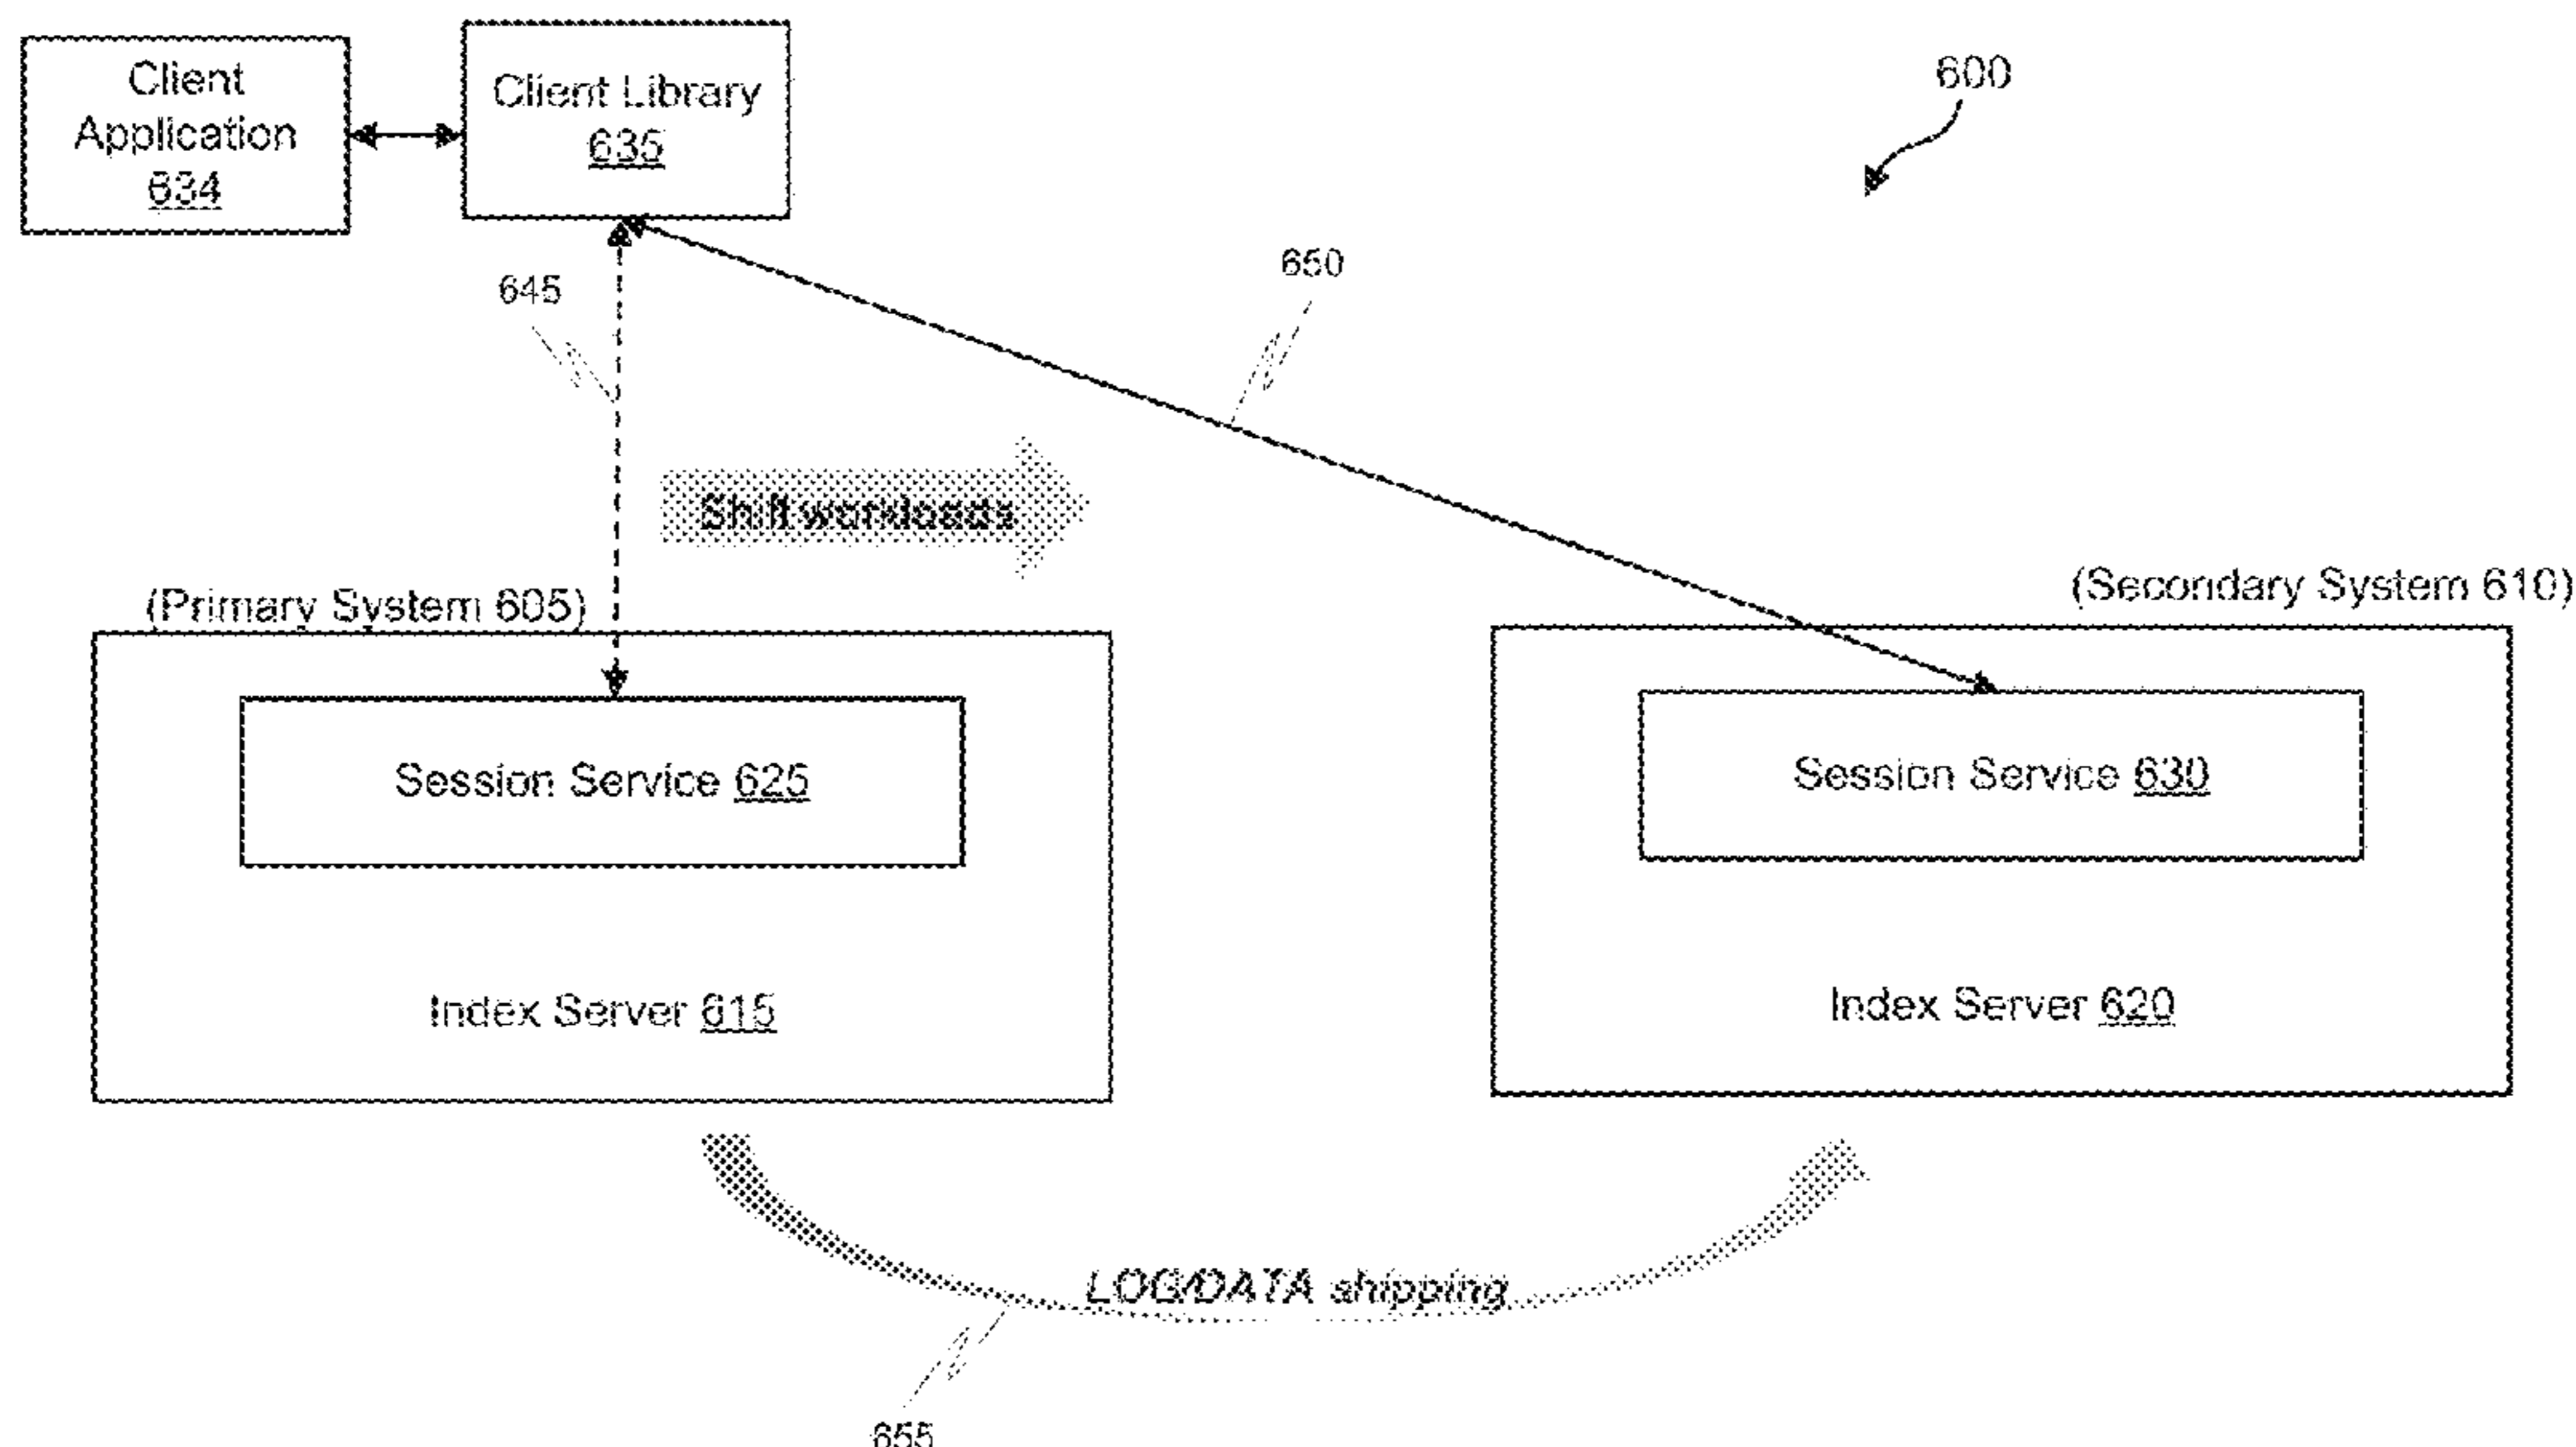 Client
Application
634
Client Library
635
600
645
650
Shift workloads
(Primary System 605)
(Secondary System 610)
Session Service 625
Session Service 630
Index Server 615
Index Server 620
LOG/DATA shipping
655